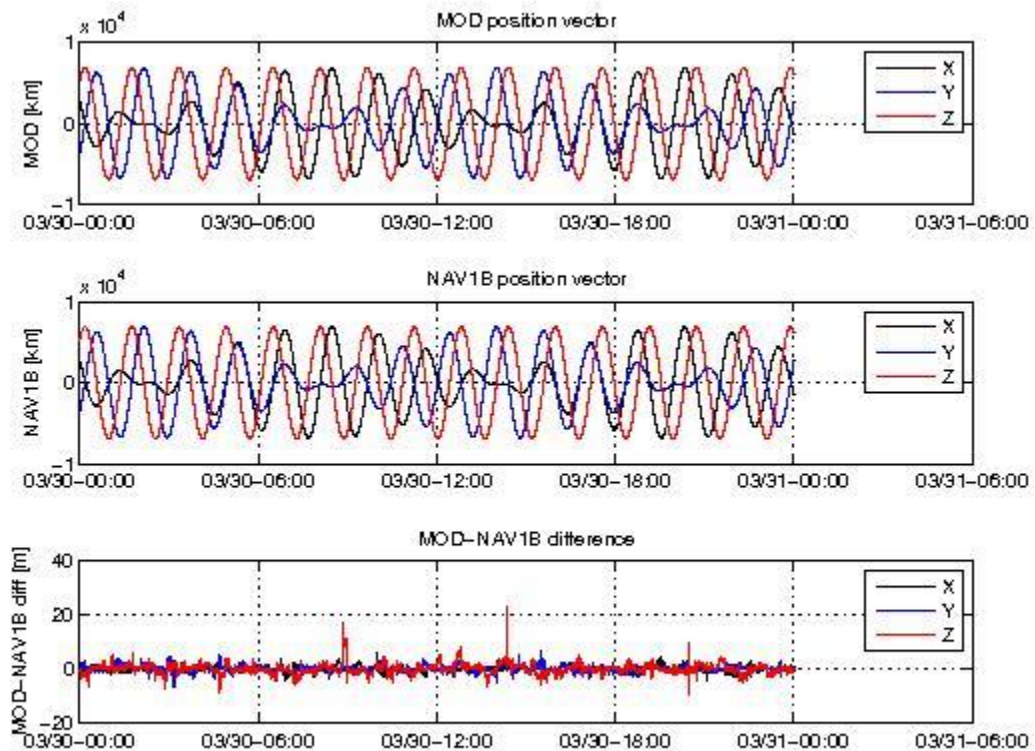 MOD position vector
x 10^4
1
0
−1
MOD [km]
X
Y
Z
03/30−00:00 03/30−06:00 03/30−12:00 03/30−18:00 03/31−00:00 03/31−06:00
NAV1B position vector
x 10^4
1
0
−1
NAV1B [km]
X
Y
Z
03/30−00:00 03/30−06:00 03/30−12:00 03/30−18:00 03/31−00:00 03/31−06:00
MOD−NAV1B difference
40
20
0
−20
MOD−NAV1B diff [m]
X
Y
Z
03/30−00:00 03/30−06:00 03/30−12:00 03/30−18:00 03/31−00:00 03/31−06:00